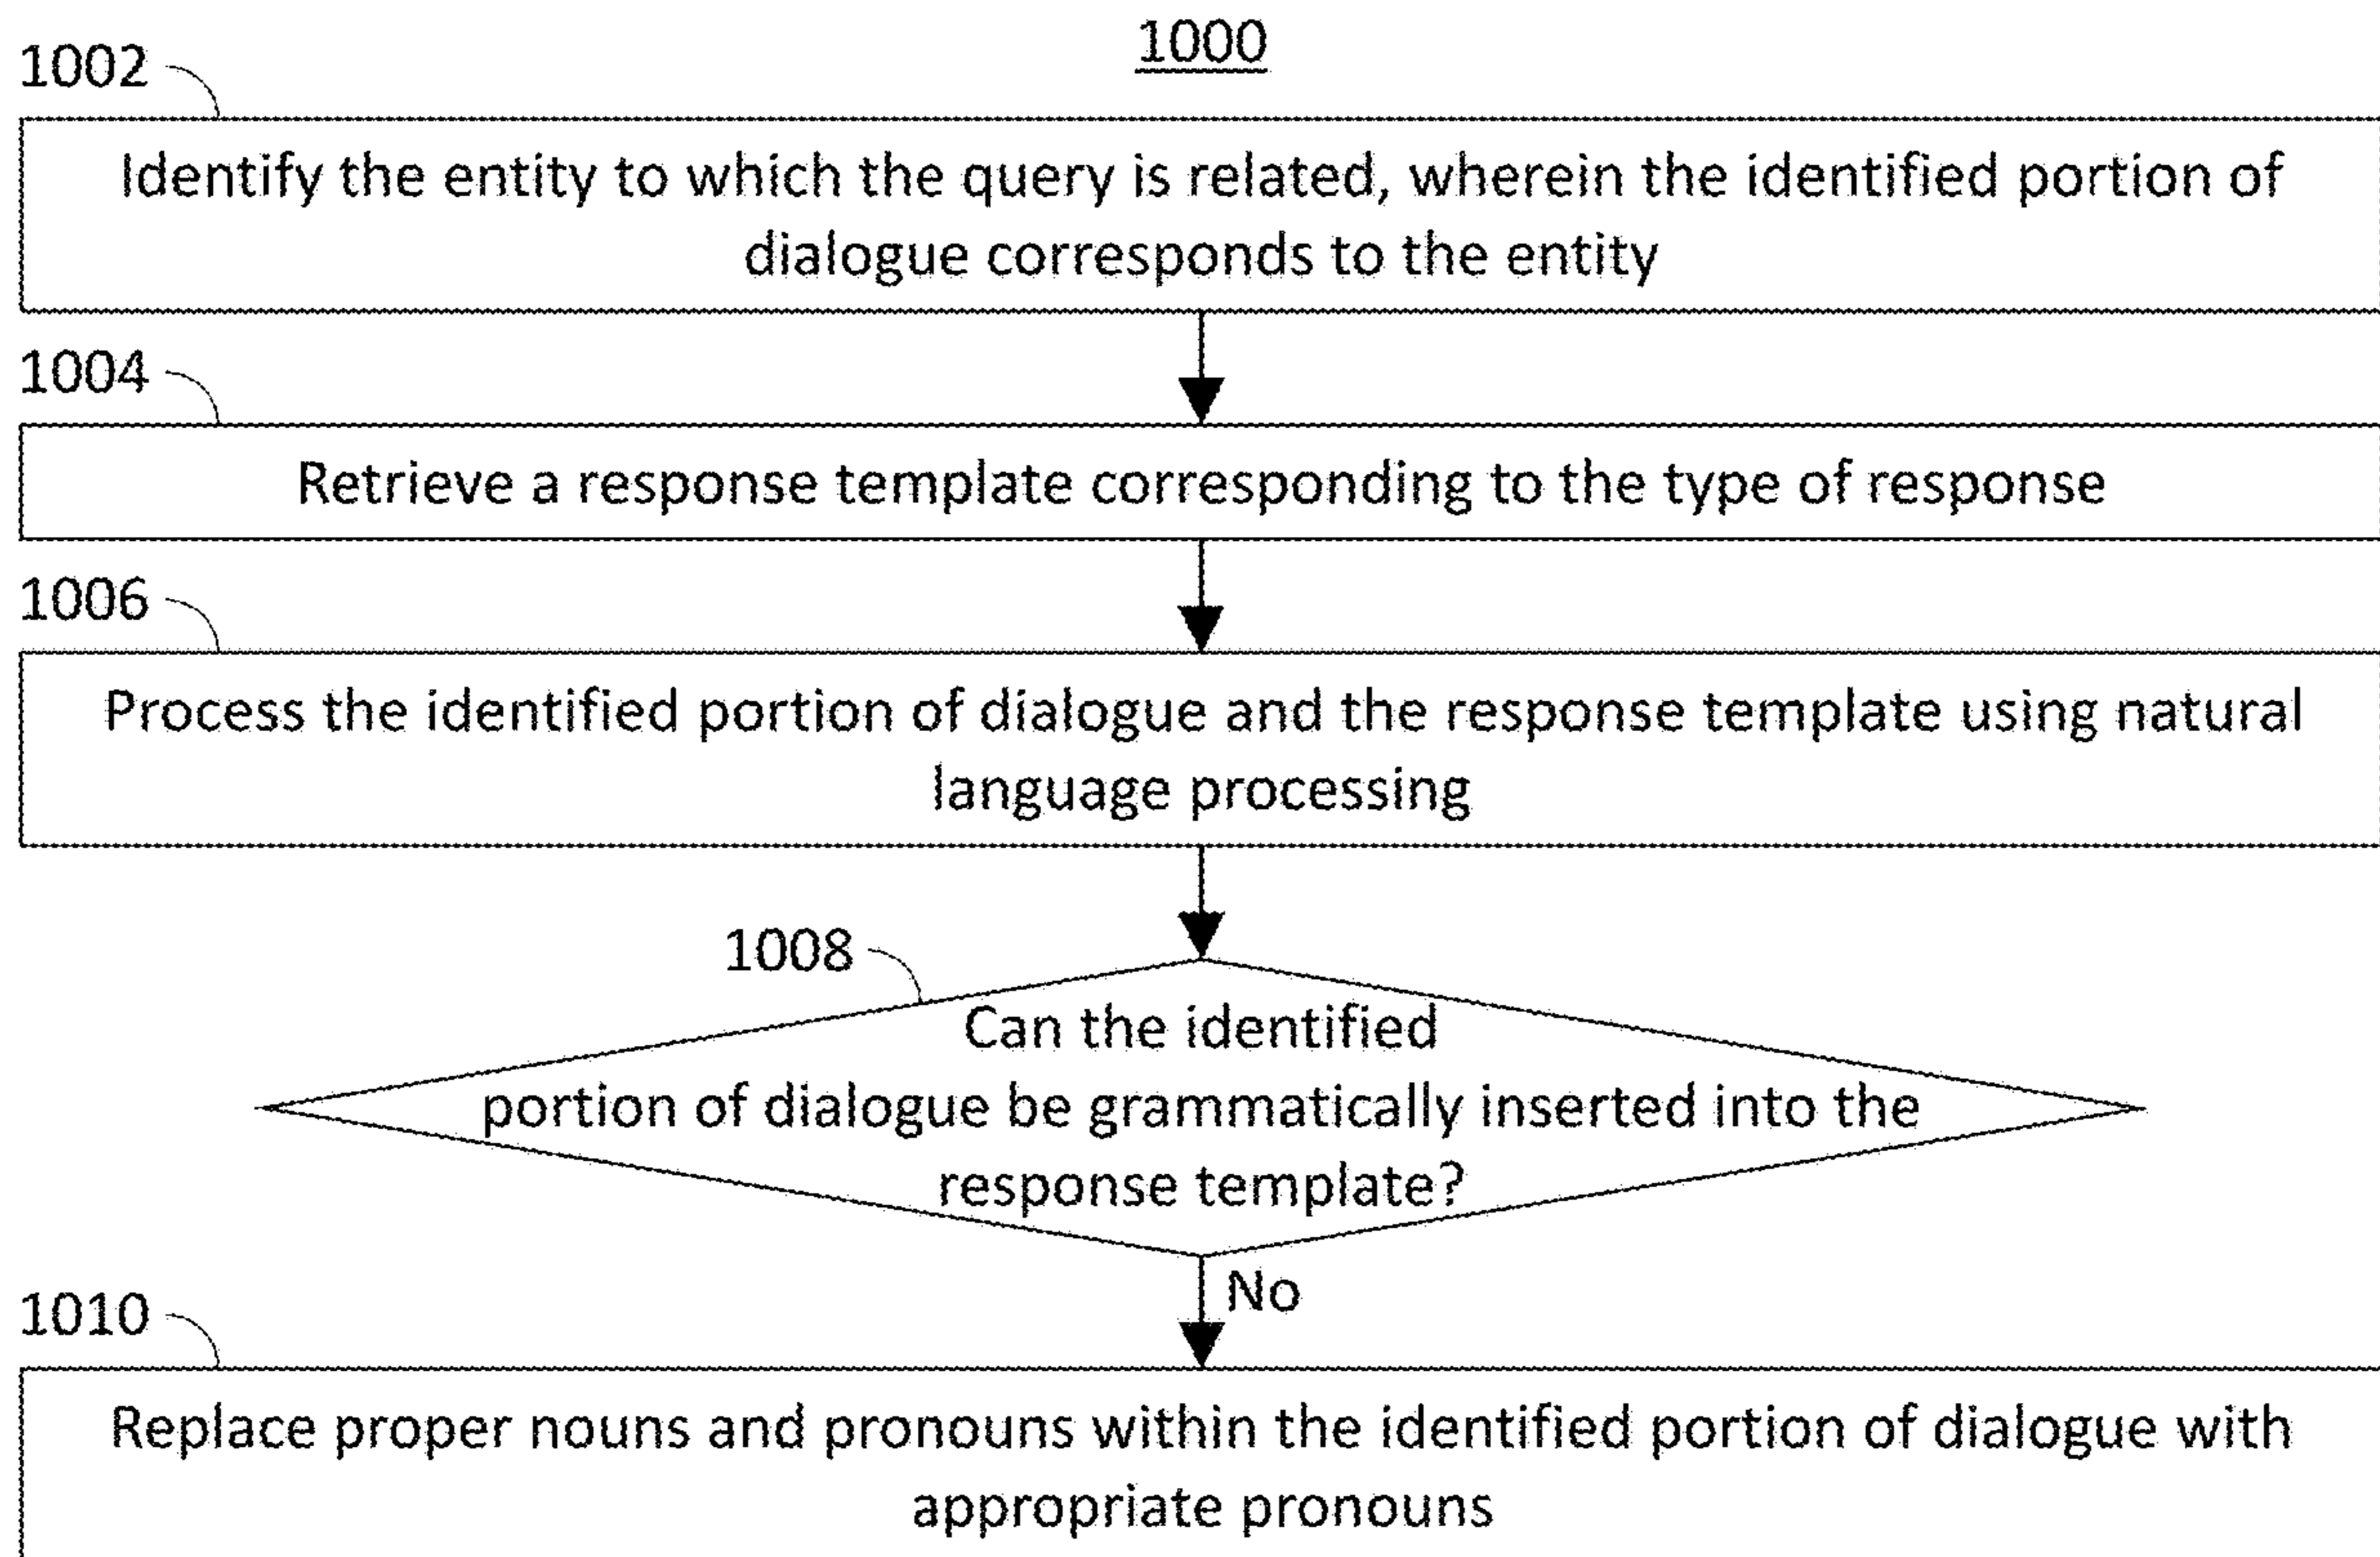 1000
1002
Identify the entity to which the query is related, wherein the identified portion of
dialogue corresponds to the entity
1004
Retrieve a response template corresponding to the type of response
1006
Process the identified portion of dialogue and the response template using natural
language processing
1008
Can the identified
portion of dialogue be grammatically inserted into the
response template?
No
1010
Replace proper nouns and pronouns within the identified portion of dialogue with
appropriate pronouns